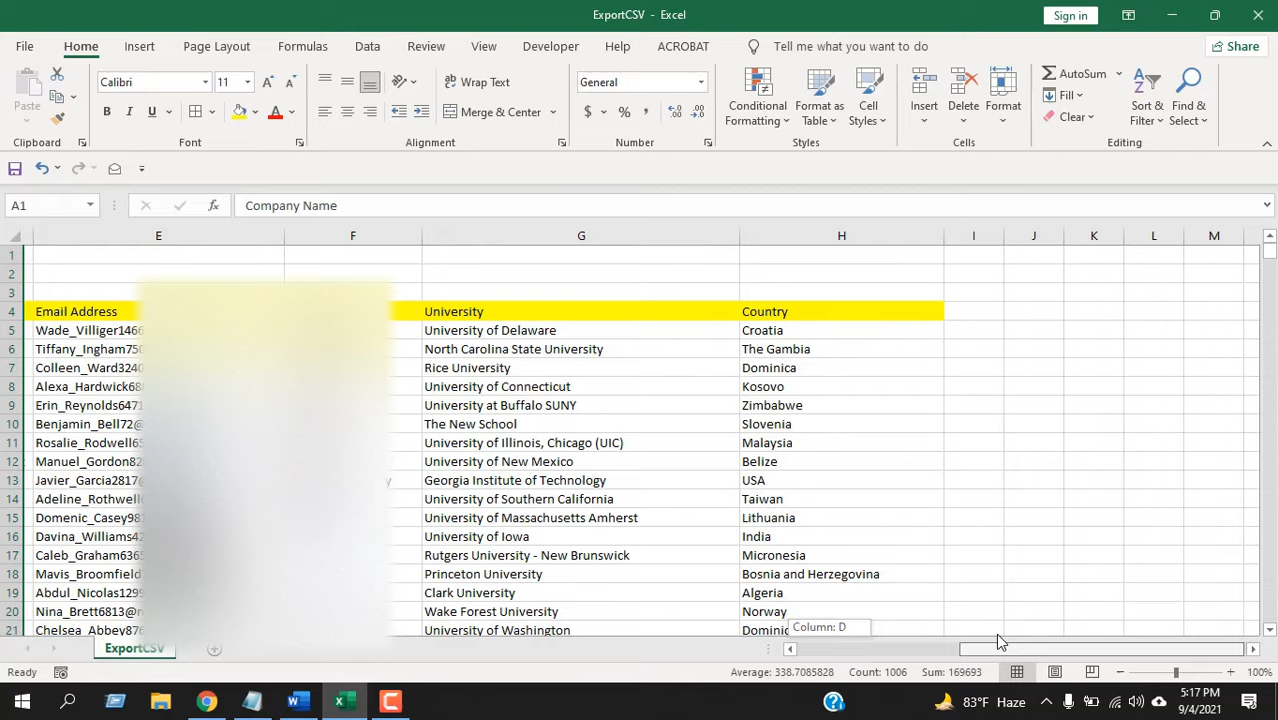 ExportCSV - Excel
Sign in
File Home Insert Page Layout Formulas Data Review View Developer Help ACROBAT Tell me what you want to do Share
Paste
Calibri 11
B I U
Wrap Text
Merge & Center
General
$ % ,
Conditional Formatting
Format as Table
Cell Styles
Insert Delete Format
AutoSum
Fill
Clear
Sort & Filter
Find & Select
Clipboard Font Alignment Number Styles Cells Editing
A1 fx Company Name
E F G H I J K L M
1
2
3
4 Email Address University Country
5 Wade_Villiger1466 University of Delaware Croatia
6 Tiffany_Ingham750 North Carolina State University The Gambia
7 Colleen_Ward3240 Rice University Dominica
8 Alexa_Hardwick68 University of Connecticut Kosovo
9 Erin_Reynolds6471 University at Buffalo SUNY Zimbabwe
10 Benjamin_Bell72@ The New School Slovenia
11 Rosalie_Rodwell65 University of Illinois, Chicago (UIC) Malaysia
12 Manuel_Gordon82 University of New Mexico Belize
13 Javier_Garcia2817@ y Georgia Institute of Technology USA
14 Adeline_Rothwell6 University of Southern California Taiwan
15 Domenic_Casey981 University of Massachusetts Amherst Lithuania
16 Davina_Williams42 University of Iowa India
17 Caleb_Graham6365 Rutgers University - New Brunswick Micronesia
18 Mavis_Broomfield Princeton University Bosnia and Herzegovina
19 Abdul_Nicolas1295 Clark University Algeria
20 Nina_Brett6813@ Wake Forest University Norway
21 Chelsea_Abbey876 University of Washington Dominic
Column: D
ExportCSV
Ready Average: 338.7085828 Count: 1006 Sum: 169693 100%
83°F Haze
5:17 PM
9/4/2021